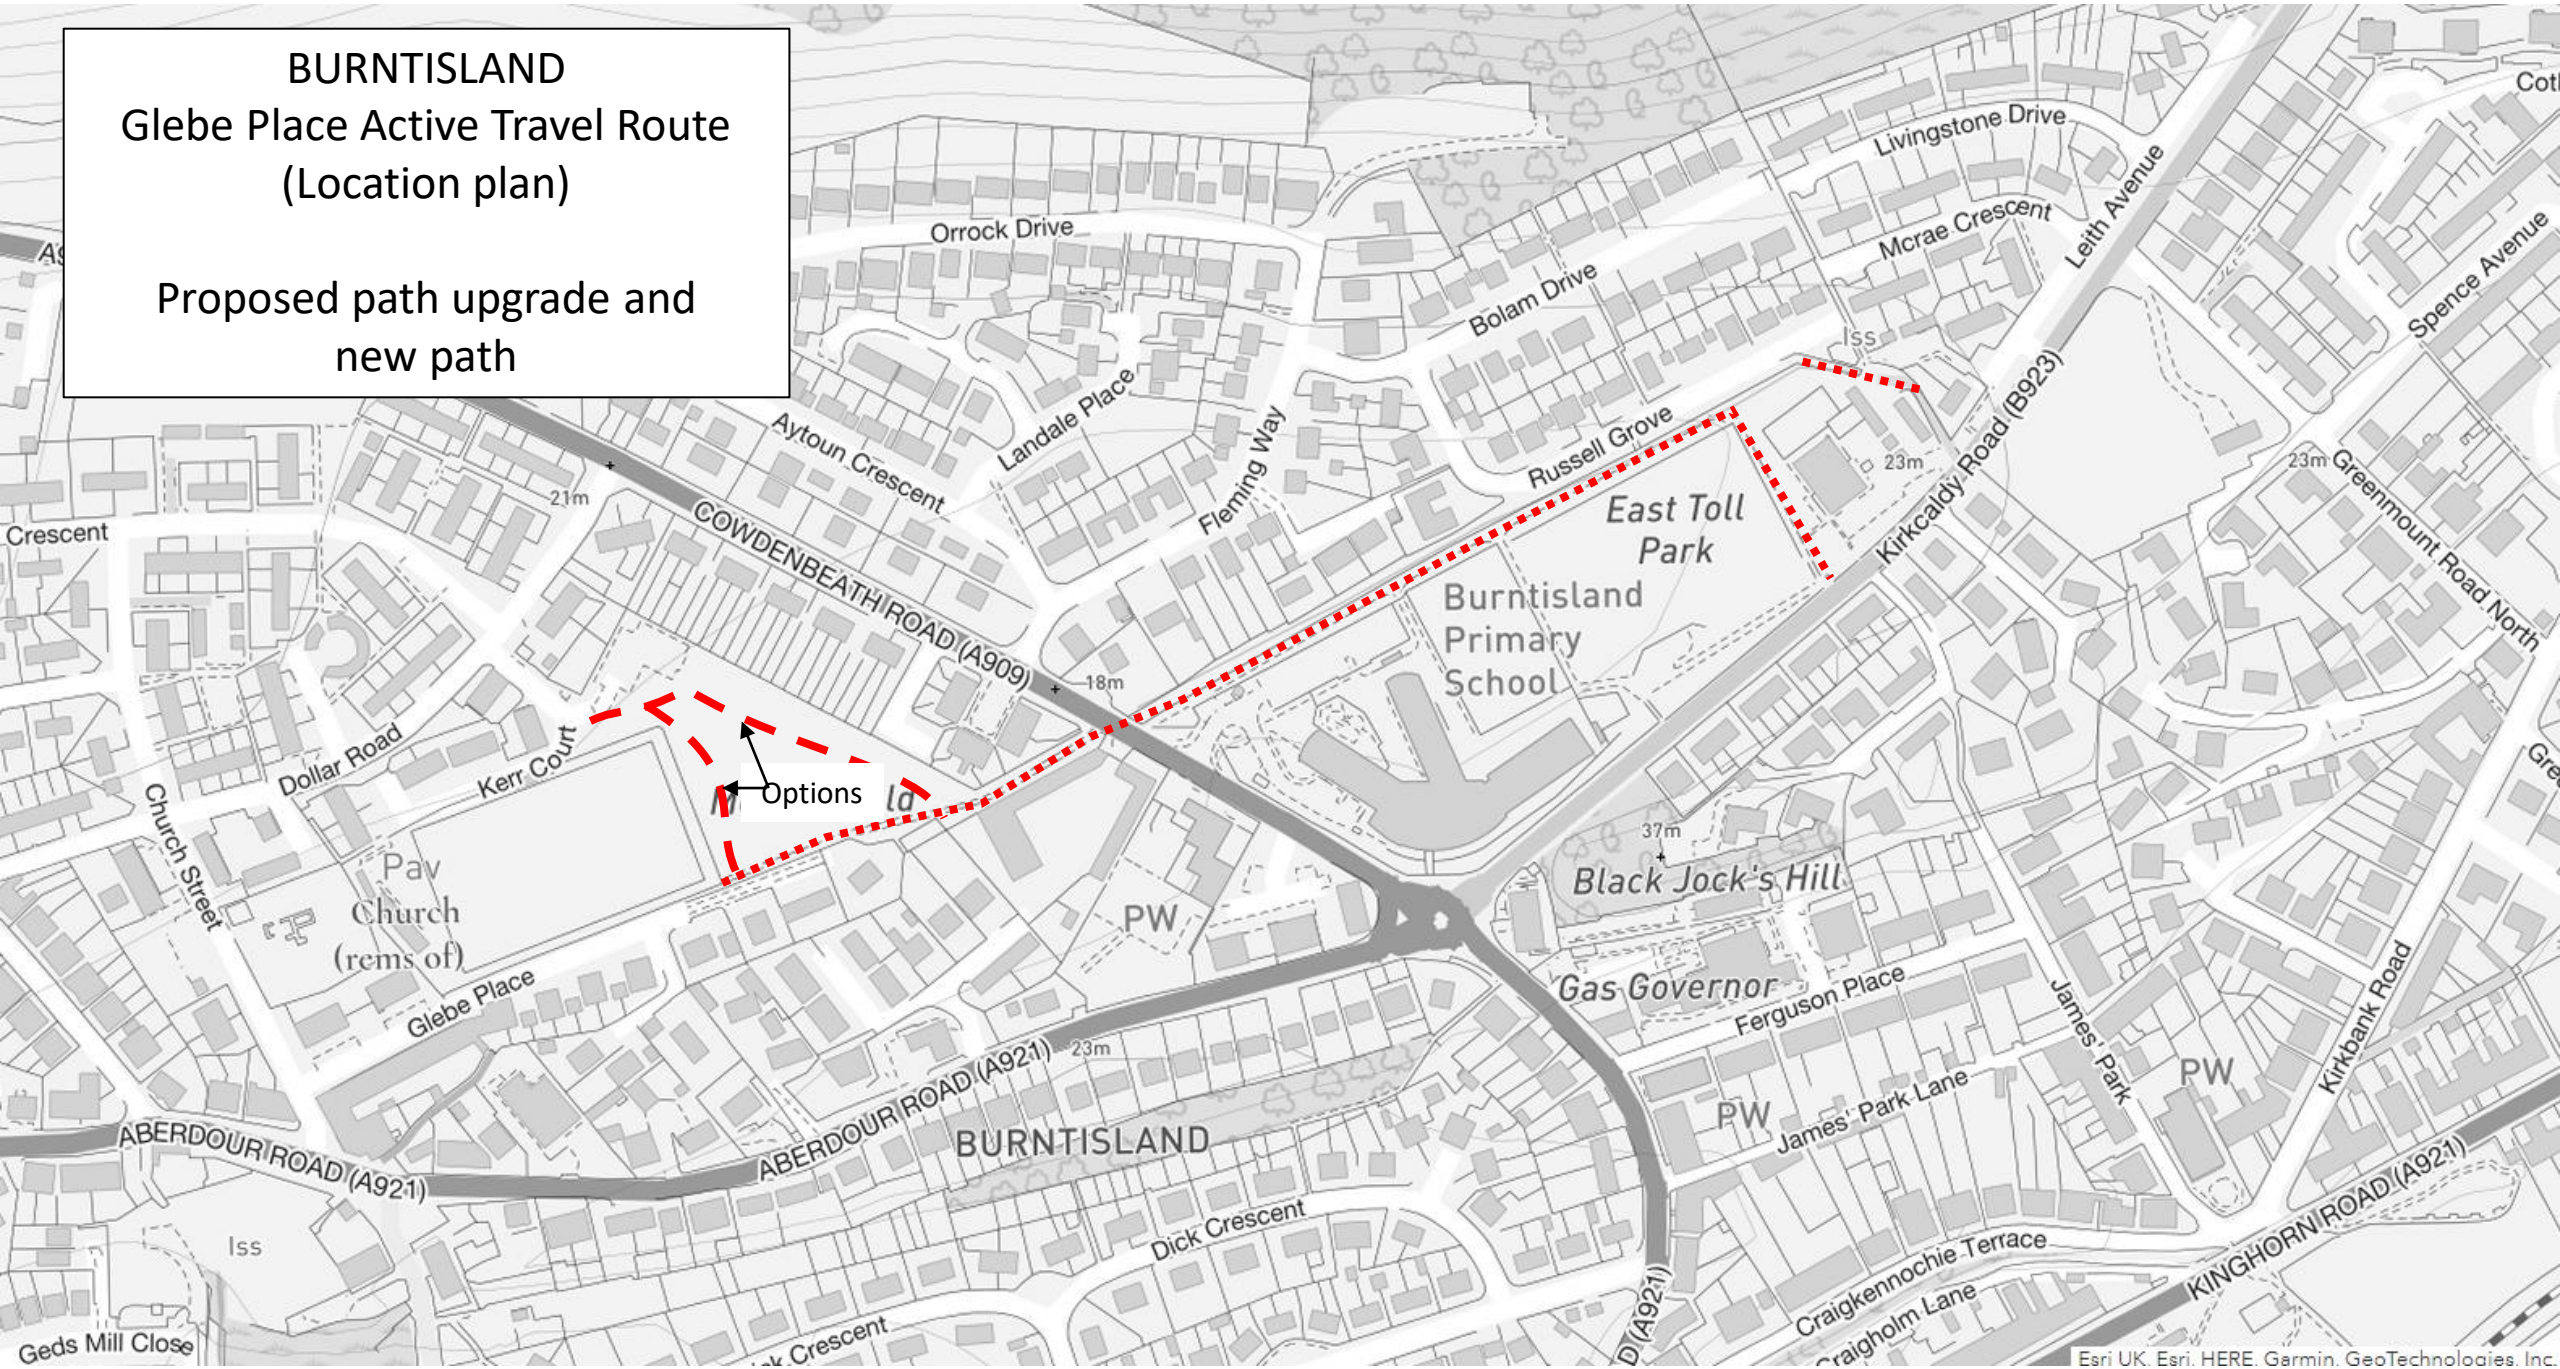 BURNTISLAND
Glebe Place Active Travel Route
(Location plan)
Proposed path upgrade and
new path
Livingstone Drive
Mcrae Crescent
Leith Avenue
Spence Avenue
Orrock Drive
Bolam Drive
Iss
Landale Place
Aytoun Crescent
Fleming Way
Russell Grove
23m
Kirkcaldy Road (B923)
23m
Greenmount Road North
21m
Crescent
COWDENBEATH ROAD (A909)
East Toll
Park
Burntisland
Primary
School
18m
Dollar Road
Kerr Court
Options
ld
Church Street
Pav
Church
(rems of)
Glebe Place
PW
37m
Black Jock's Hill
Gas Governor
Ferguson Place
James' Park
Kirkbank Road
PW
PW
James' Park Lane
23m
ABERDOUR ROAD (A921)
ABERDOUR ROAD (A921)
BURNTISLAND
Iss
Dick Crescent
Craigkennochie Terrace
KINGHORN ROAD (A921)
Geds Mill Close
Crescent
D (A921)
Lane
Esri UK, Esri, HERE, Garmin, GeoTechnologies, Inc